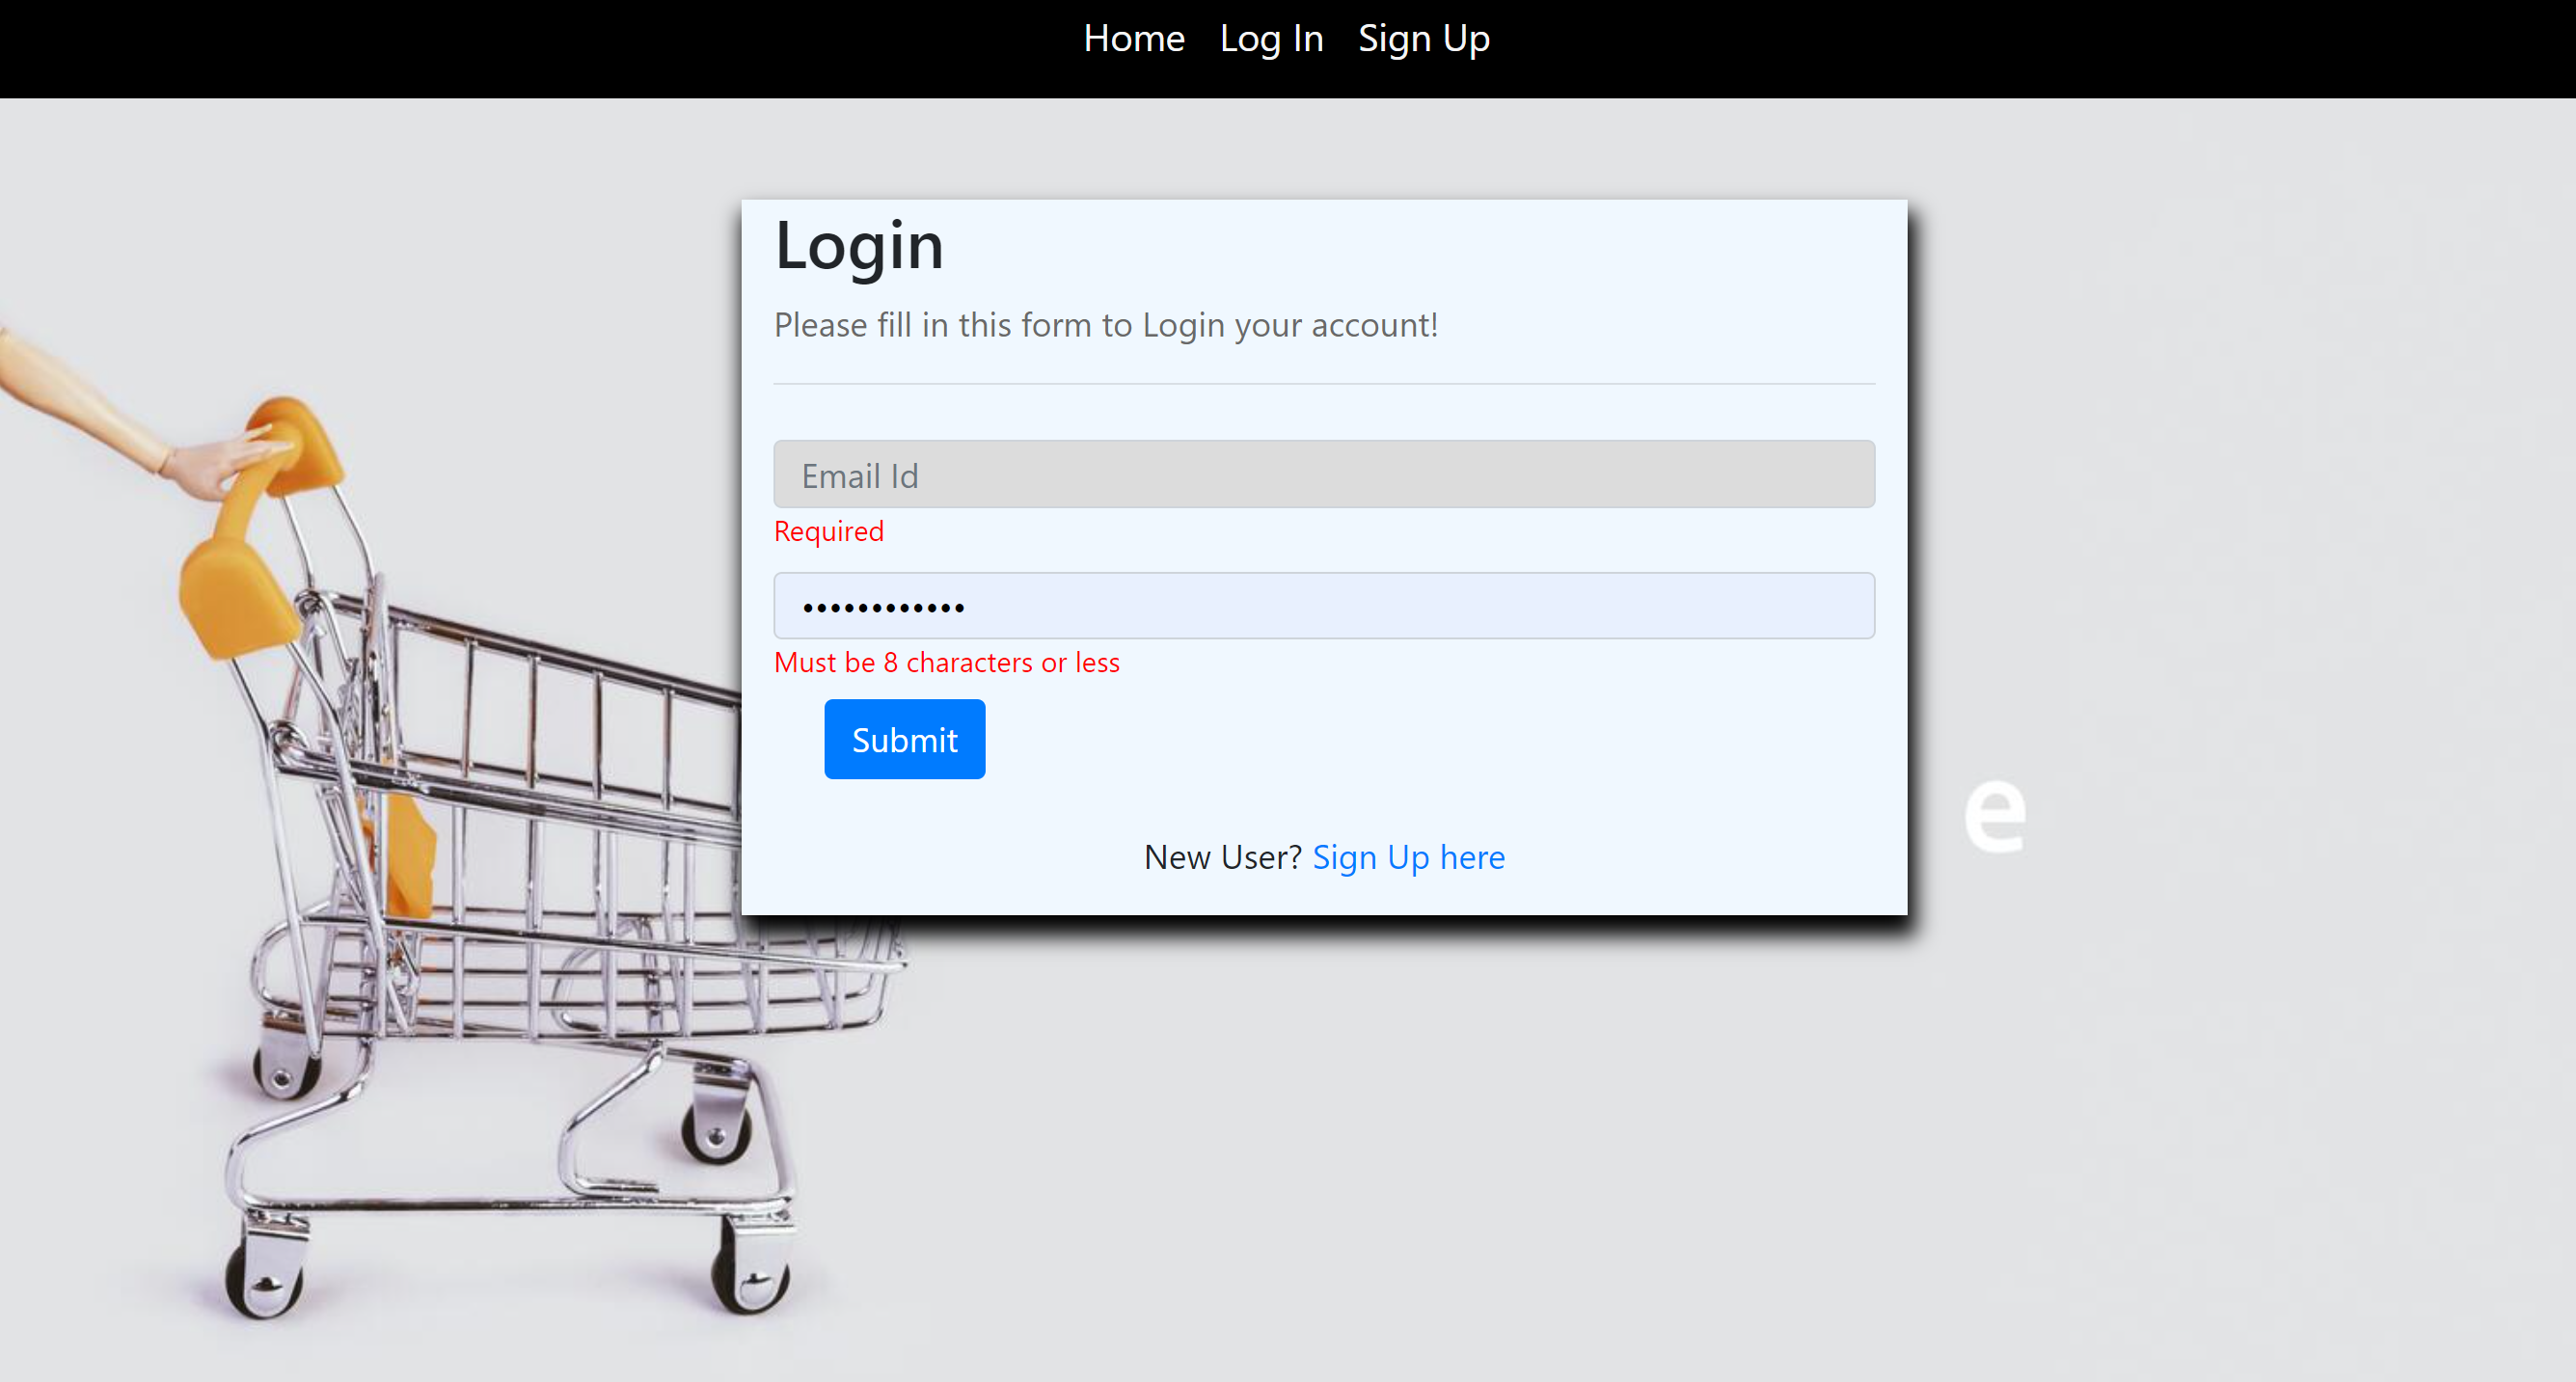 Home Log In Sign Up
Login
Please fill in this form to Login your account!
Email Id
Required
••••••••••••
Must be 8 characters or less
Submit
e
New User? Sign Up here